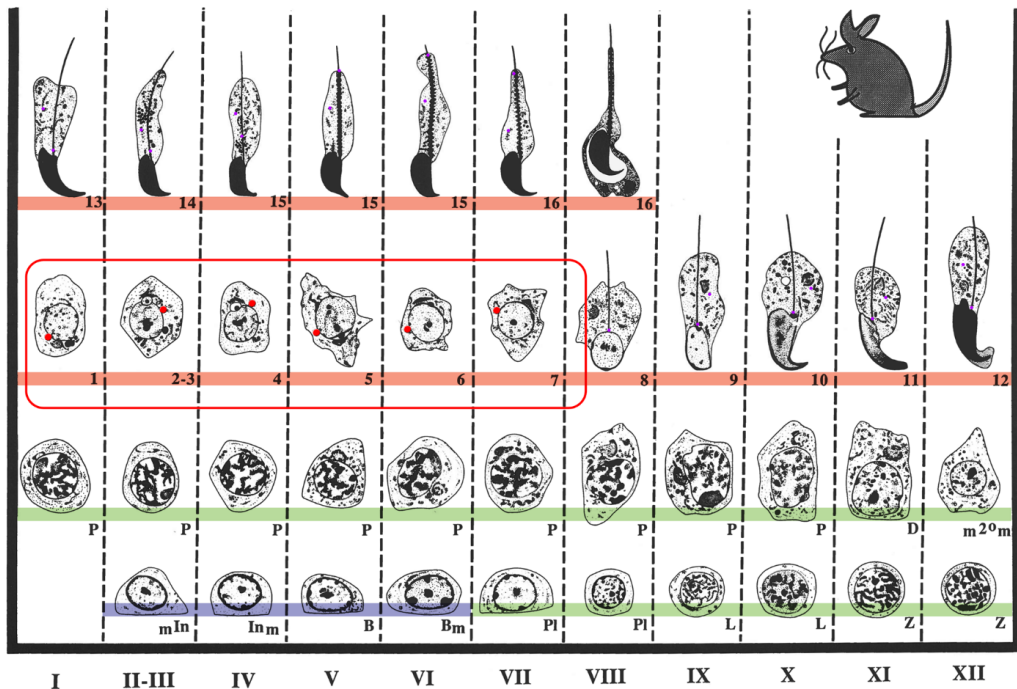 13 14 15 15 15 16 16
1 2-3 4 5 6 7 8 9 10 11 12
P P P P P P P P P D m2°m
mIn Inm B Bm Pl Pl L L Z Z
I II-III IV V VI VII VIII IX X XI XII